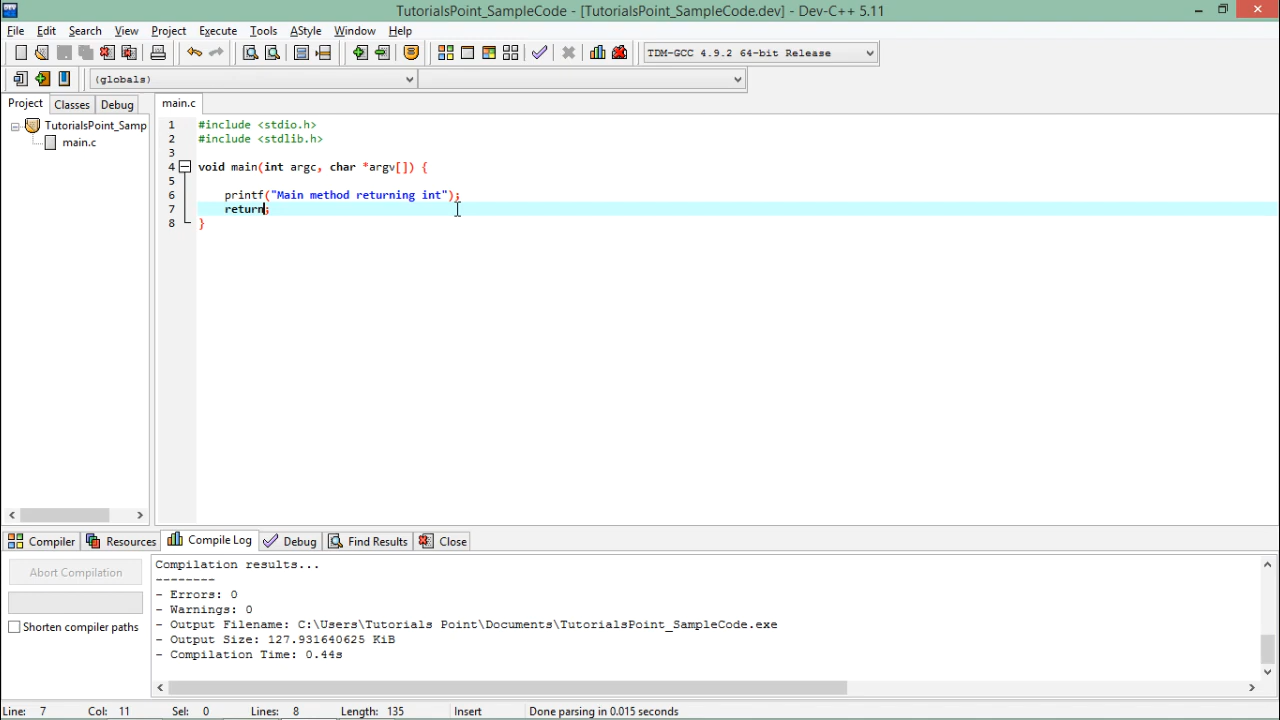 TutorialsPoint_SampleCode - [TutorialsPoint_SampleCode.dev] - Dev-C++ 5.11
File Edit Search View Project Execute Tools AStyle Window Help
TDM-GCC 4.9.2 64-bit Release
(globals)
Project Classes Debug
main.c
TutorialsPoint_Samp
main.c
1 #include <stdio.h>
2 #include <stdlib.h>
3
4 void main(int argc, char *argv[]) {
5
6 printf("Main method returning int");
7 return;
8 }
Compiler Resources Compile Log Debug Find Results Close
Abort Compilation
Shorten compiler paths
Compilation results...
--------
- Errors: 0
- Warnings: 0
- Output Filename: C:\Users\Tutorials Point\Documents\TutorialsPoint_SampleCode.exe
- Output Size: 127.931640625 KiB
- Compilation Time: 0.44s
Line: 7 Col: 11 Sel: 0 Lines: 8 Length: 135 Insert Done parsing in 0.015 seconds